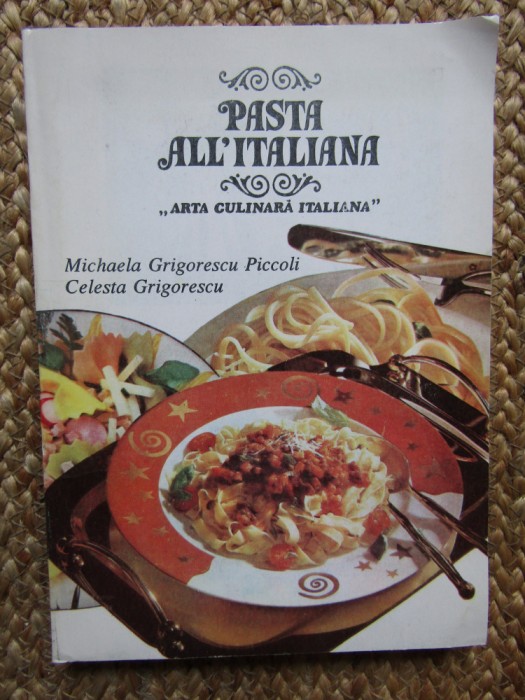 PASTA
ALL'ITALIANA
„ARTA CULINARĂ ITALIANA”
Michaela Grigorescu Piccoli
Celesta Grigorescu